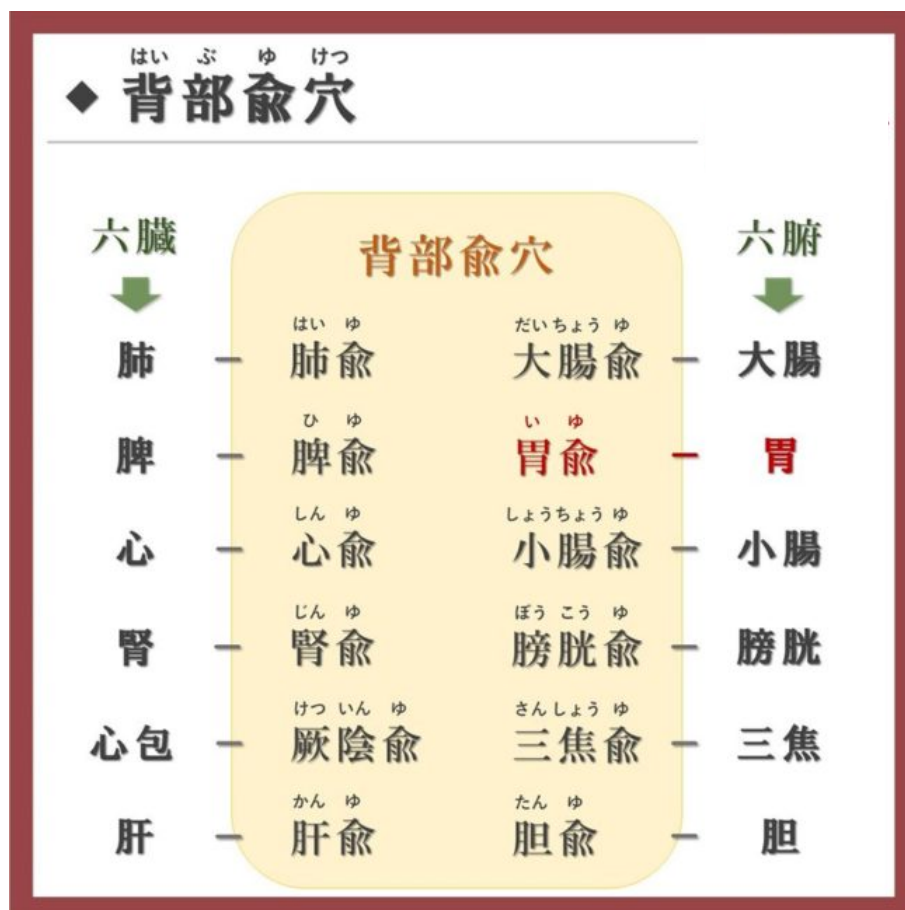 はいぶゆけつ
◆ 背部兪穴
六臓 背部兪穴 六腑
はいゆ だいちょうゆ
肺 ー 肺兪 大腸兪 ー 大腸
ひゆ いゆ
脾 ー 脾兪 胃兪 ー 胃
しんゆ しょうちょうゆ
心 ー 心兪 小腸兪 ー 小腸
じんゆ ぼうこうゆ
腎 ー 腎兪 膀胱兪 ー 膀胱
けついんゆ さんしょうゆ
心包 ー 厥陰兪 三焦兪 ー 三焦
かんゆ たんゆ
肝 ー 肝兪 胆兪 ー 胆